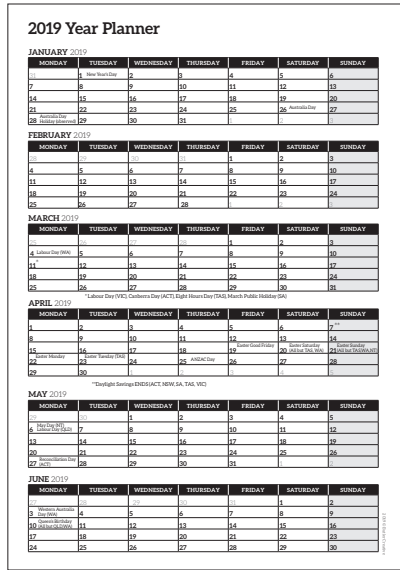 2019 Year Planner
JANUARY 2019
MONDAY TUESDAY WEDNESDAY THURSDAY FRIDAY SATURDAY SUNDAY
31 1 New Year's Day 2 3 4 5 6
7 8 9 10 11 12 13
14 15 16 17 18 19 20
21 22 23 24 25 26 Australia Day 27
28 Australia Day Holiday (observed) 29 30 31 1 2 3
FEBRUARY 2019
MONDAY TUESDAY WEDNESDAY THURSDAY FRIDAY SATURDAY SUNDAY
28 29 30 31 1 2 3
4 5 6 7 8 9 10
11 12 13 14 15 16 17
18 19 20 21 22 23 24
25 26 27 28 1 2 3
MARCH 2019
MONDAY TUESDAY WEDNESDAY THURSDAY FRIDAY SATURDAY SUNDAY
25 26 27 28 1 2 3
4 Labour Day (WA) 5 6 7 8 9 10
11* 12 13 14 15 16 17
18 19 20 21 22 23 24
25 26 27 28 29 30 31
*Labour Day (VIC), Canberra Day (ACT), Eight Hours Day (TAS), March Public Holiday (SA)
APRIL 2019
MONDAY TUESDAY WEDNESDAY THURSDAY FRIDAY SATURDAY SUNDAY
1 2 3 4 5 6 7**
8 9 10 11 12 13 14
15 16 17 18 19 Easter Good Friday 20 Easter Saturday (All but TAS, WA) 21 Easter Sunday (All but TAS,WA,NT)
22 Easter Monday 23 Easter Tuesday (TAS) 24 25 ANZAC Day 26 27 28
29 30 1 2 3 4 5
**Daylight Savings ENDS (ACT, NSW, SA, TAS, VIC)
MAY 2019
MONDAY TUESDAY WEDNESDAY THURSDAY FRIDAY SATURDAY SUNDAY
29 30 1 2 3 4 5
6 May Day (NT) Labour Day (QLD) 7 8 9 10 11 12
13 14 15 16 17 18 19
20 21 22 23 24 25 26
27 Reconciliation Day (ACT) 28 29 30 31 1 2
JUNE 2019
MONDAY TUESDAY WEDNESDAY THURSDAY FRIDAY SATURDAY SUNDAY
27 28 29 30 31 1 2
3 Western Australia Day (WA) 4 5 6 7 8 9
10 Queen's Birthday (All but QLD,WA) 11 12 13 14 15 16
17 18 19 20 21 22 23
24 25 26 27 28 29 30